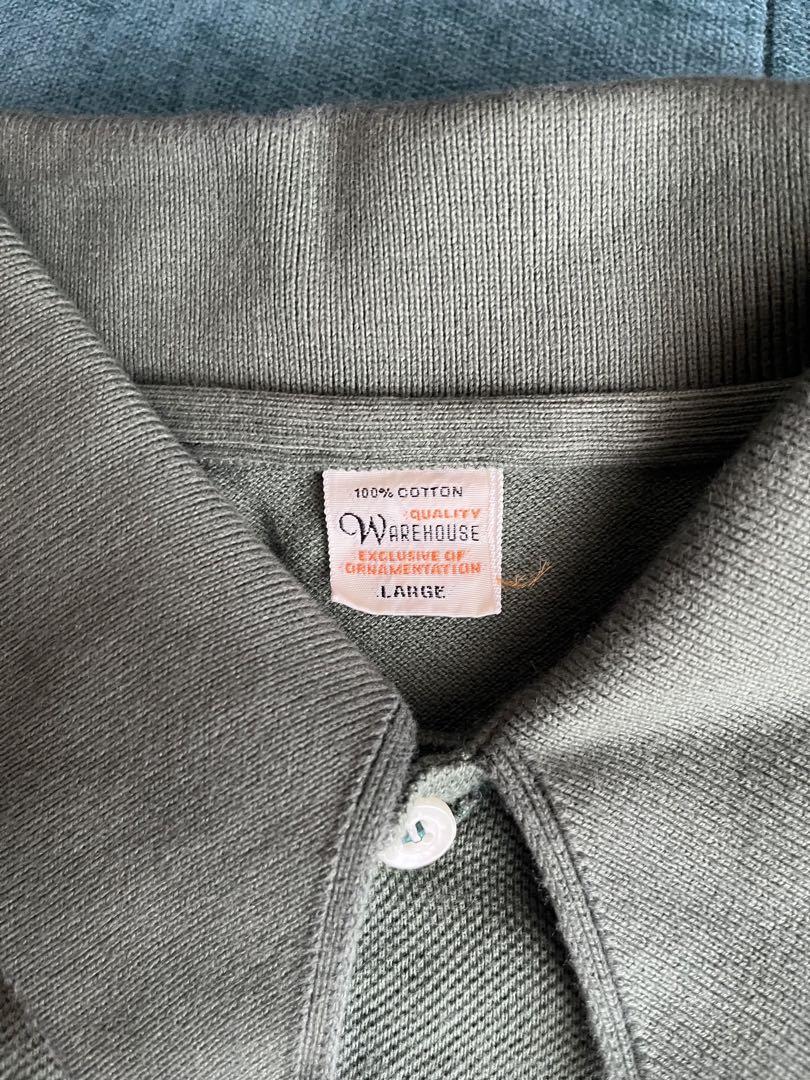 100% COTTON
QUALITY
WAREHOUSE
EXCLUSIVE OF
ORNAMENTATION
LARGE